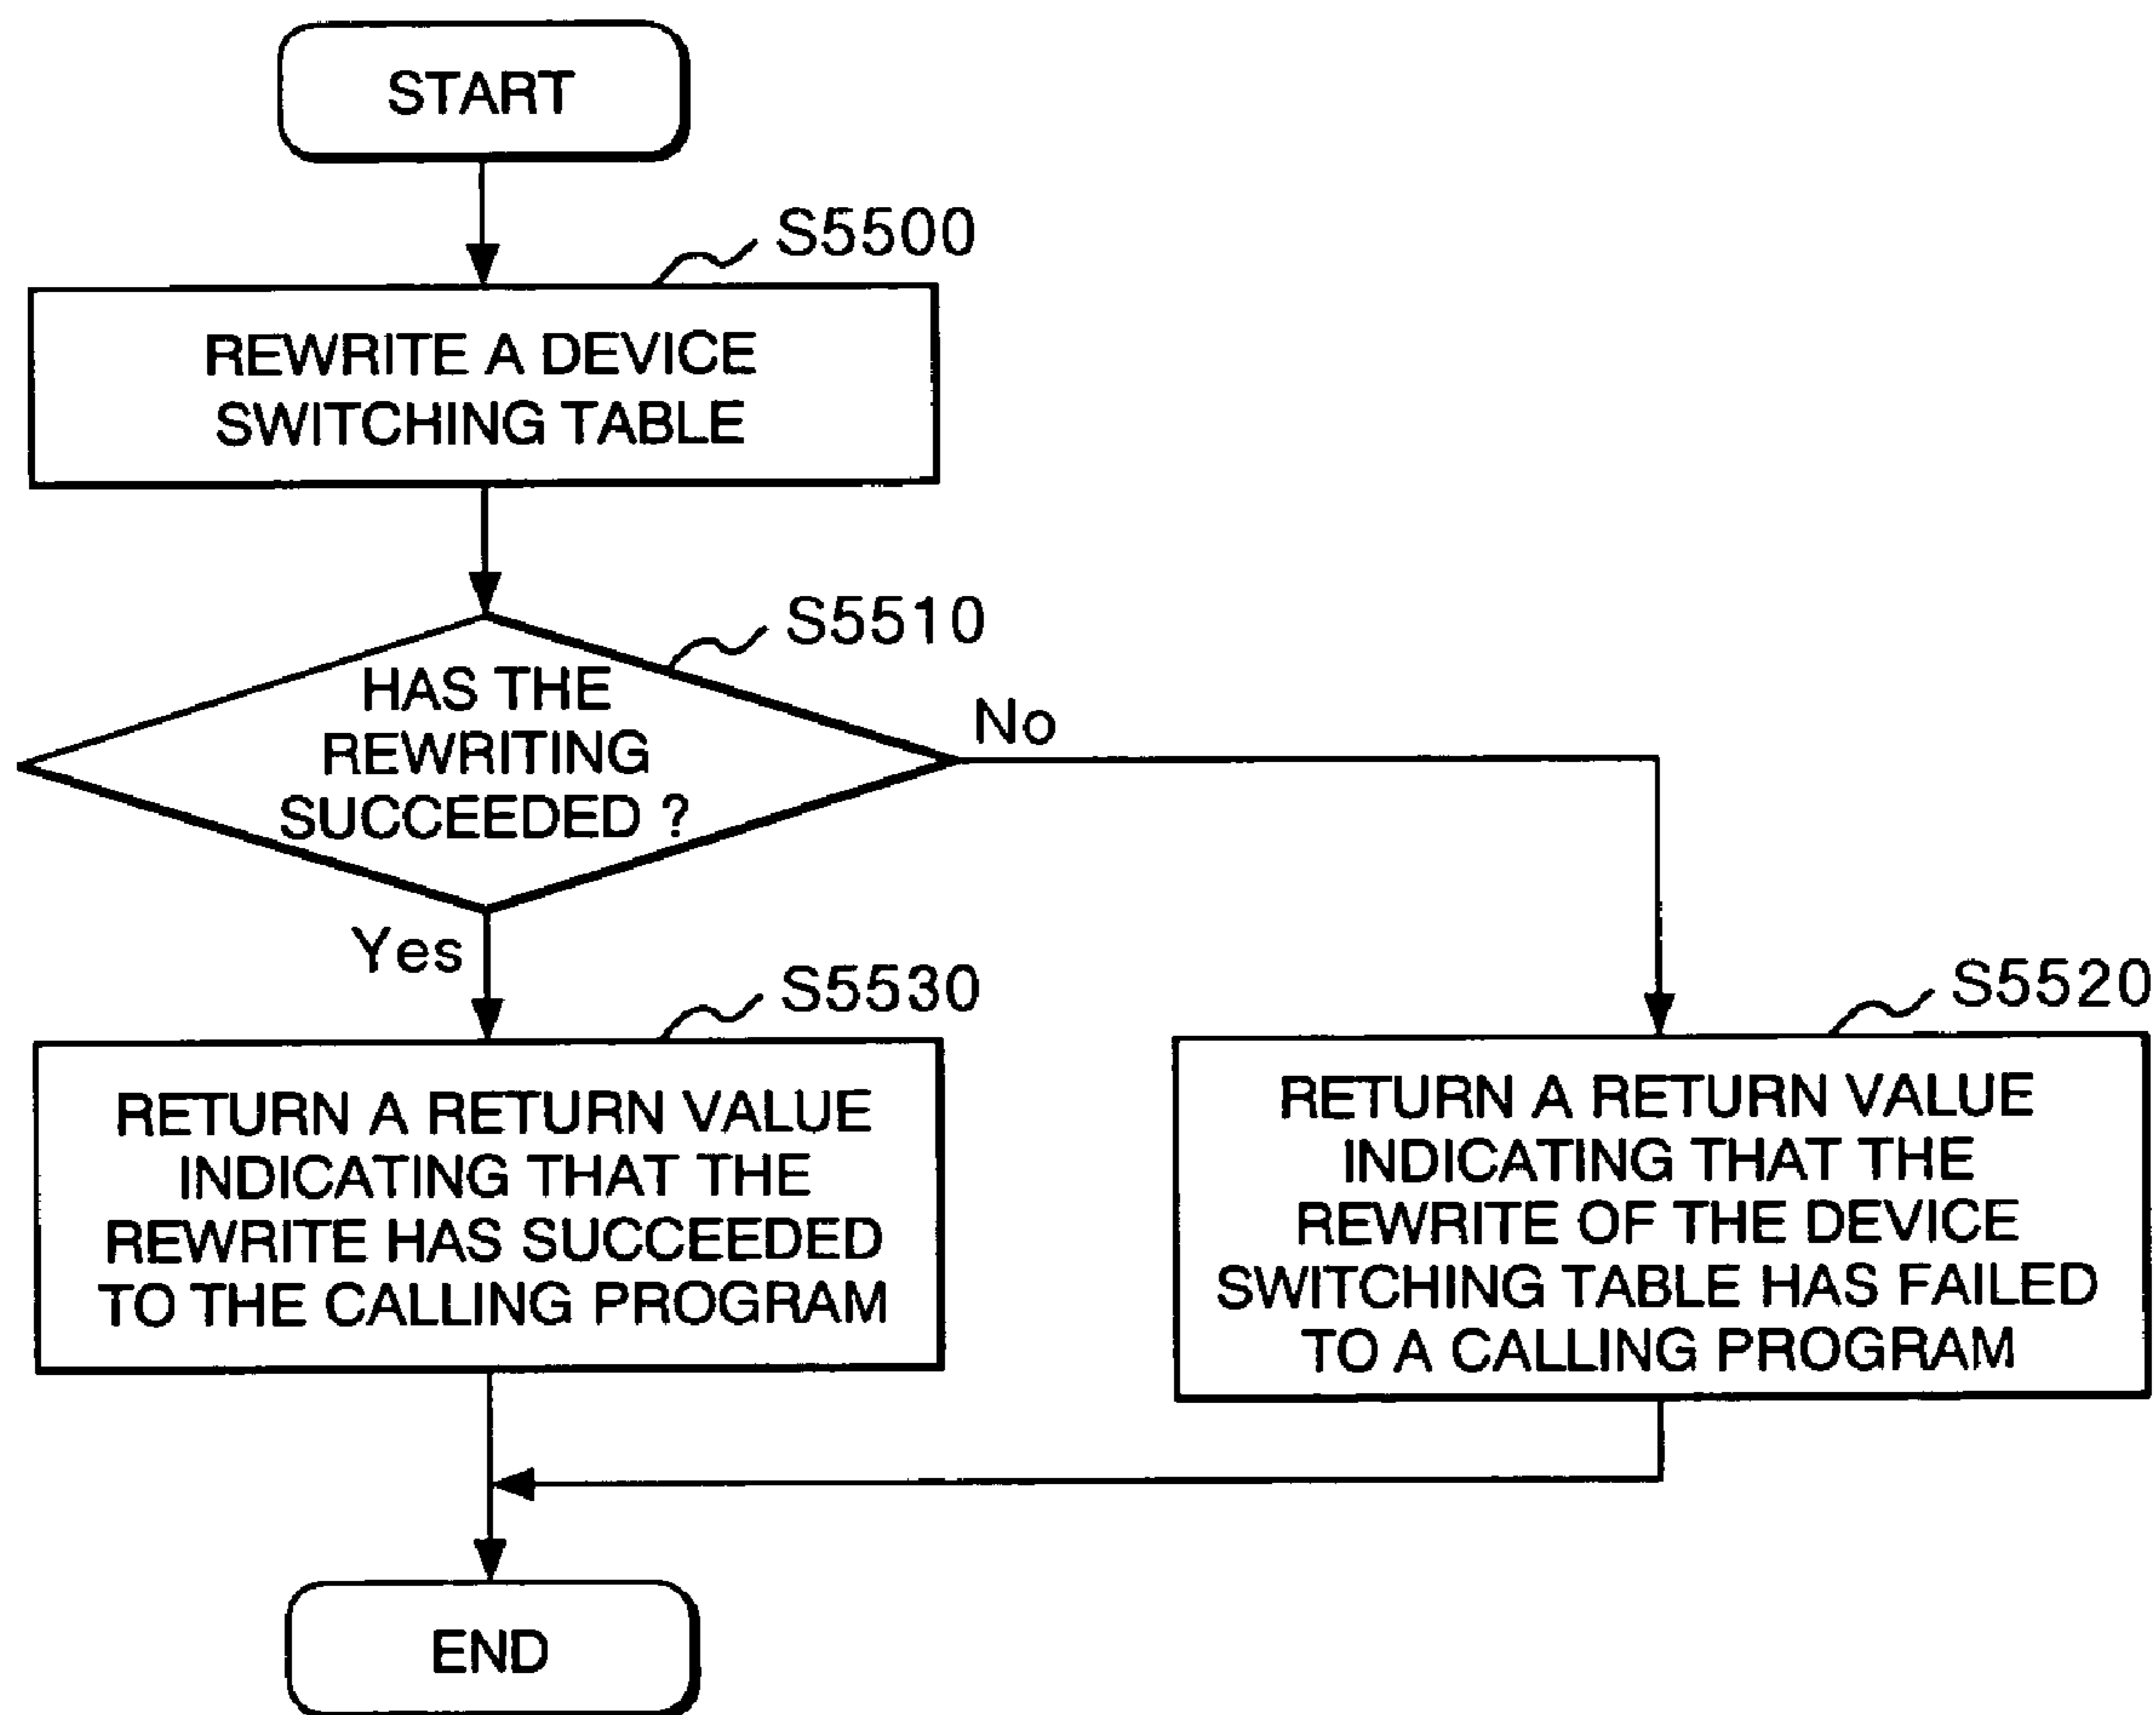 START
S5500
REWRITE A DEVICE
SWITCHING TABLE
S5510
HAS THE
REWRITING
SUCCEEDED ?
No
Yes
S5530
RETURN A RETURN VALUE
INDICATING THAT THE
REWRITE HAS SUCCEEDED
TO THE CALLING PROGRAM
S5520
RETURN A RETURN VALUE
INDICATING THAT THE
REWRITE OF THE DEVICE
SWITCHING TABLE HAS FAILED
TO A CALLING PROGRAM
END